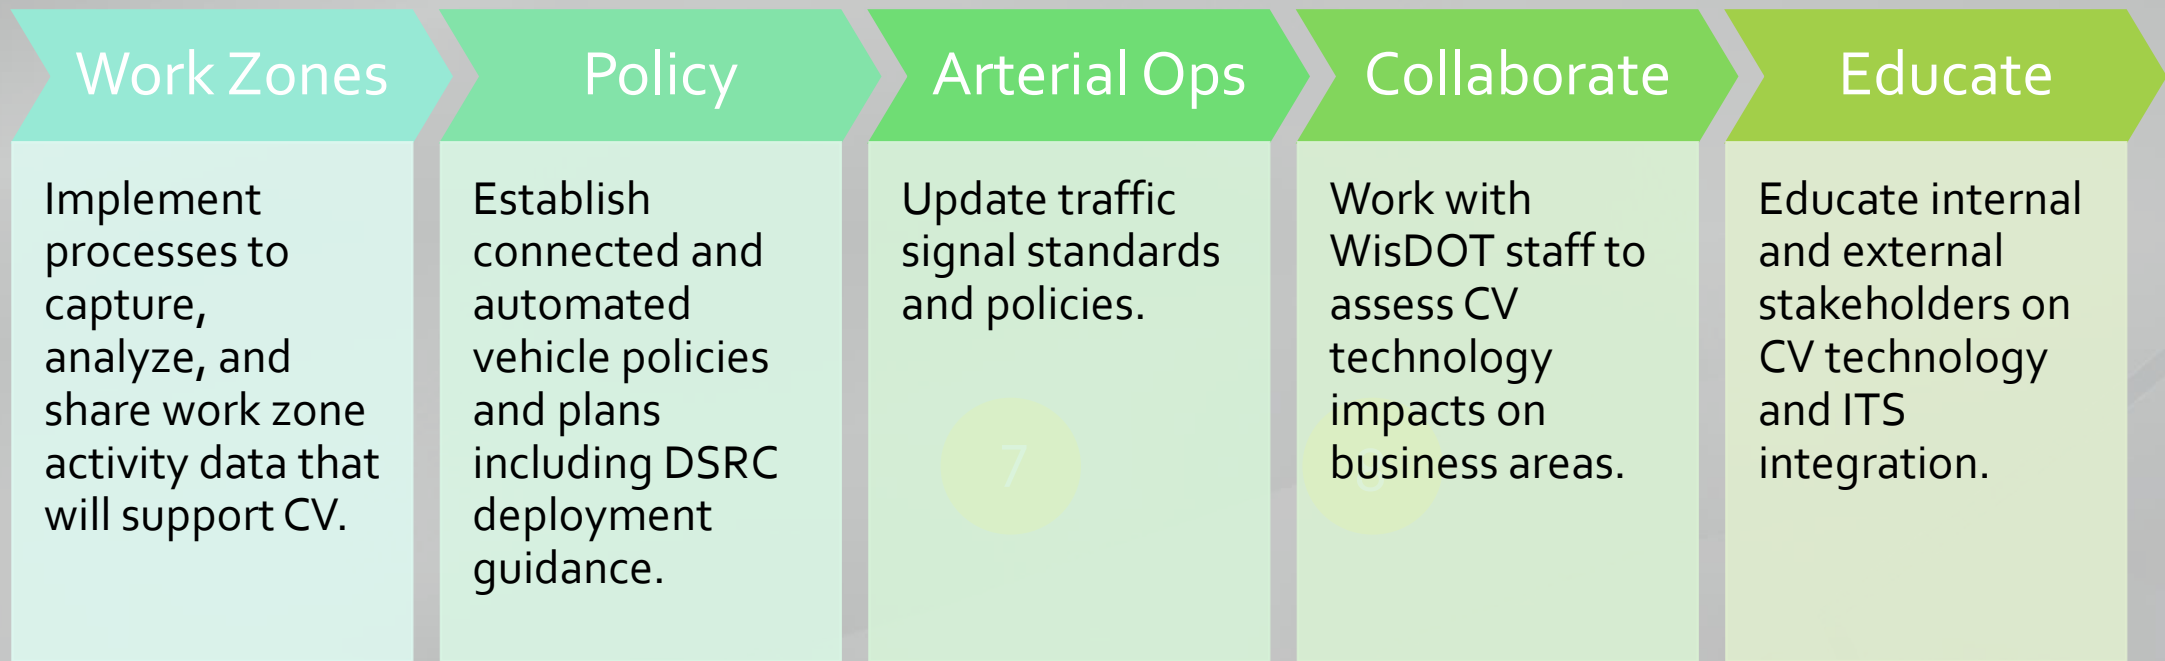 Work Zones
Implement
processes to
capture,
analyze, and
share work zone
activity data that
will support CV.
Policy
Establish
connected and
automated
vehicle policies
and plans
including DSRC
deployment
guidance.
Arterial Ops
Update traffic
signal standards
and policies.
7
Collaborate
Work with
WisDOT staff to
assess CV
technology
impacts on
business areas.
Educate
Educate internal
and external
stakeholders on
CV technology
and ITS
integration.